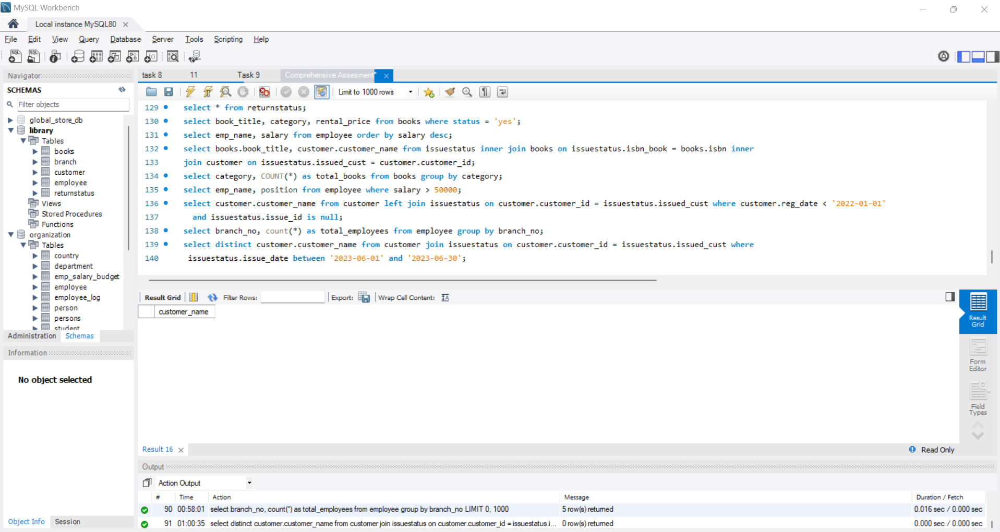 MySQL Workbench
Local instance MySQL80
File Edit View Query Database Server Tools Scripting Help
Navigator
SCHEMAS
Filter objects
global_store_db
library
Tables
books
branch
customer
employee
returnstatus
Views
Stored Procedures
Functions
organization
Tables
country
department
emp_salary_budget
employee
employee_log
person
persons
student
Administration Schemas
Information
No object selected
Object Info Session
task 8 11 Task 9 Comprehensive Assesment*
Limit to 1000 rows
129 select * from returnstatus;
130 select book_title, category, rental_price from books where status = 'yes';
131 select emp_name, salary from employee order by salary desc;
132 select books.book_title, customer.customer_name from issuestatus inner join books on issuestatus.isbn_book = books.isbn inner
133 join customer on issuestatus.issued_cust = customer.customer_id;
134 select category, COUNT(*) as total_books from books group by category;
135 select emp_name, position from employee where salary > 50000;
136 select customer.customer_name from customer left join issuestatus on customer.customer_id = issuestatus.issued_cust where customer.reg_date < '2022-01-01'
137 and issuestatus.issue_id is null;
138 select branch_no, count(*) as total_employees from employee group by branch_no;
139 select distinct customer.customer_name from customer join issuestatus on customer.customer_id = issuestatus.issued_cust where
140 issuestatus.issue_date between '2023-06-01' and '2023-06-30';
Result Grid Filter Rows: Export: Wrap Cell Content:
customer_name
Result Grid
Form Editor
Field Types
Result 16 Read Only
Output
Action Output
# Time Action Message Duration / Fetch
90 00:58:01 select branch_no, count(*) as total_employees from employee group by branch_no LIMIT 0, 1000 5 row(s) returned 0.016 sec / 0.000 sec
91 01:00:35 select distinct customer.customer_name from customer join issuestatus on customer.customer_id = issuestatus.i... 0 row(s) returned 0.000 sec / 0.000 sec